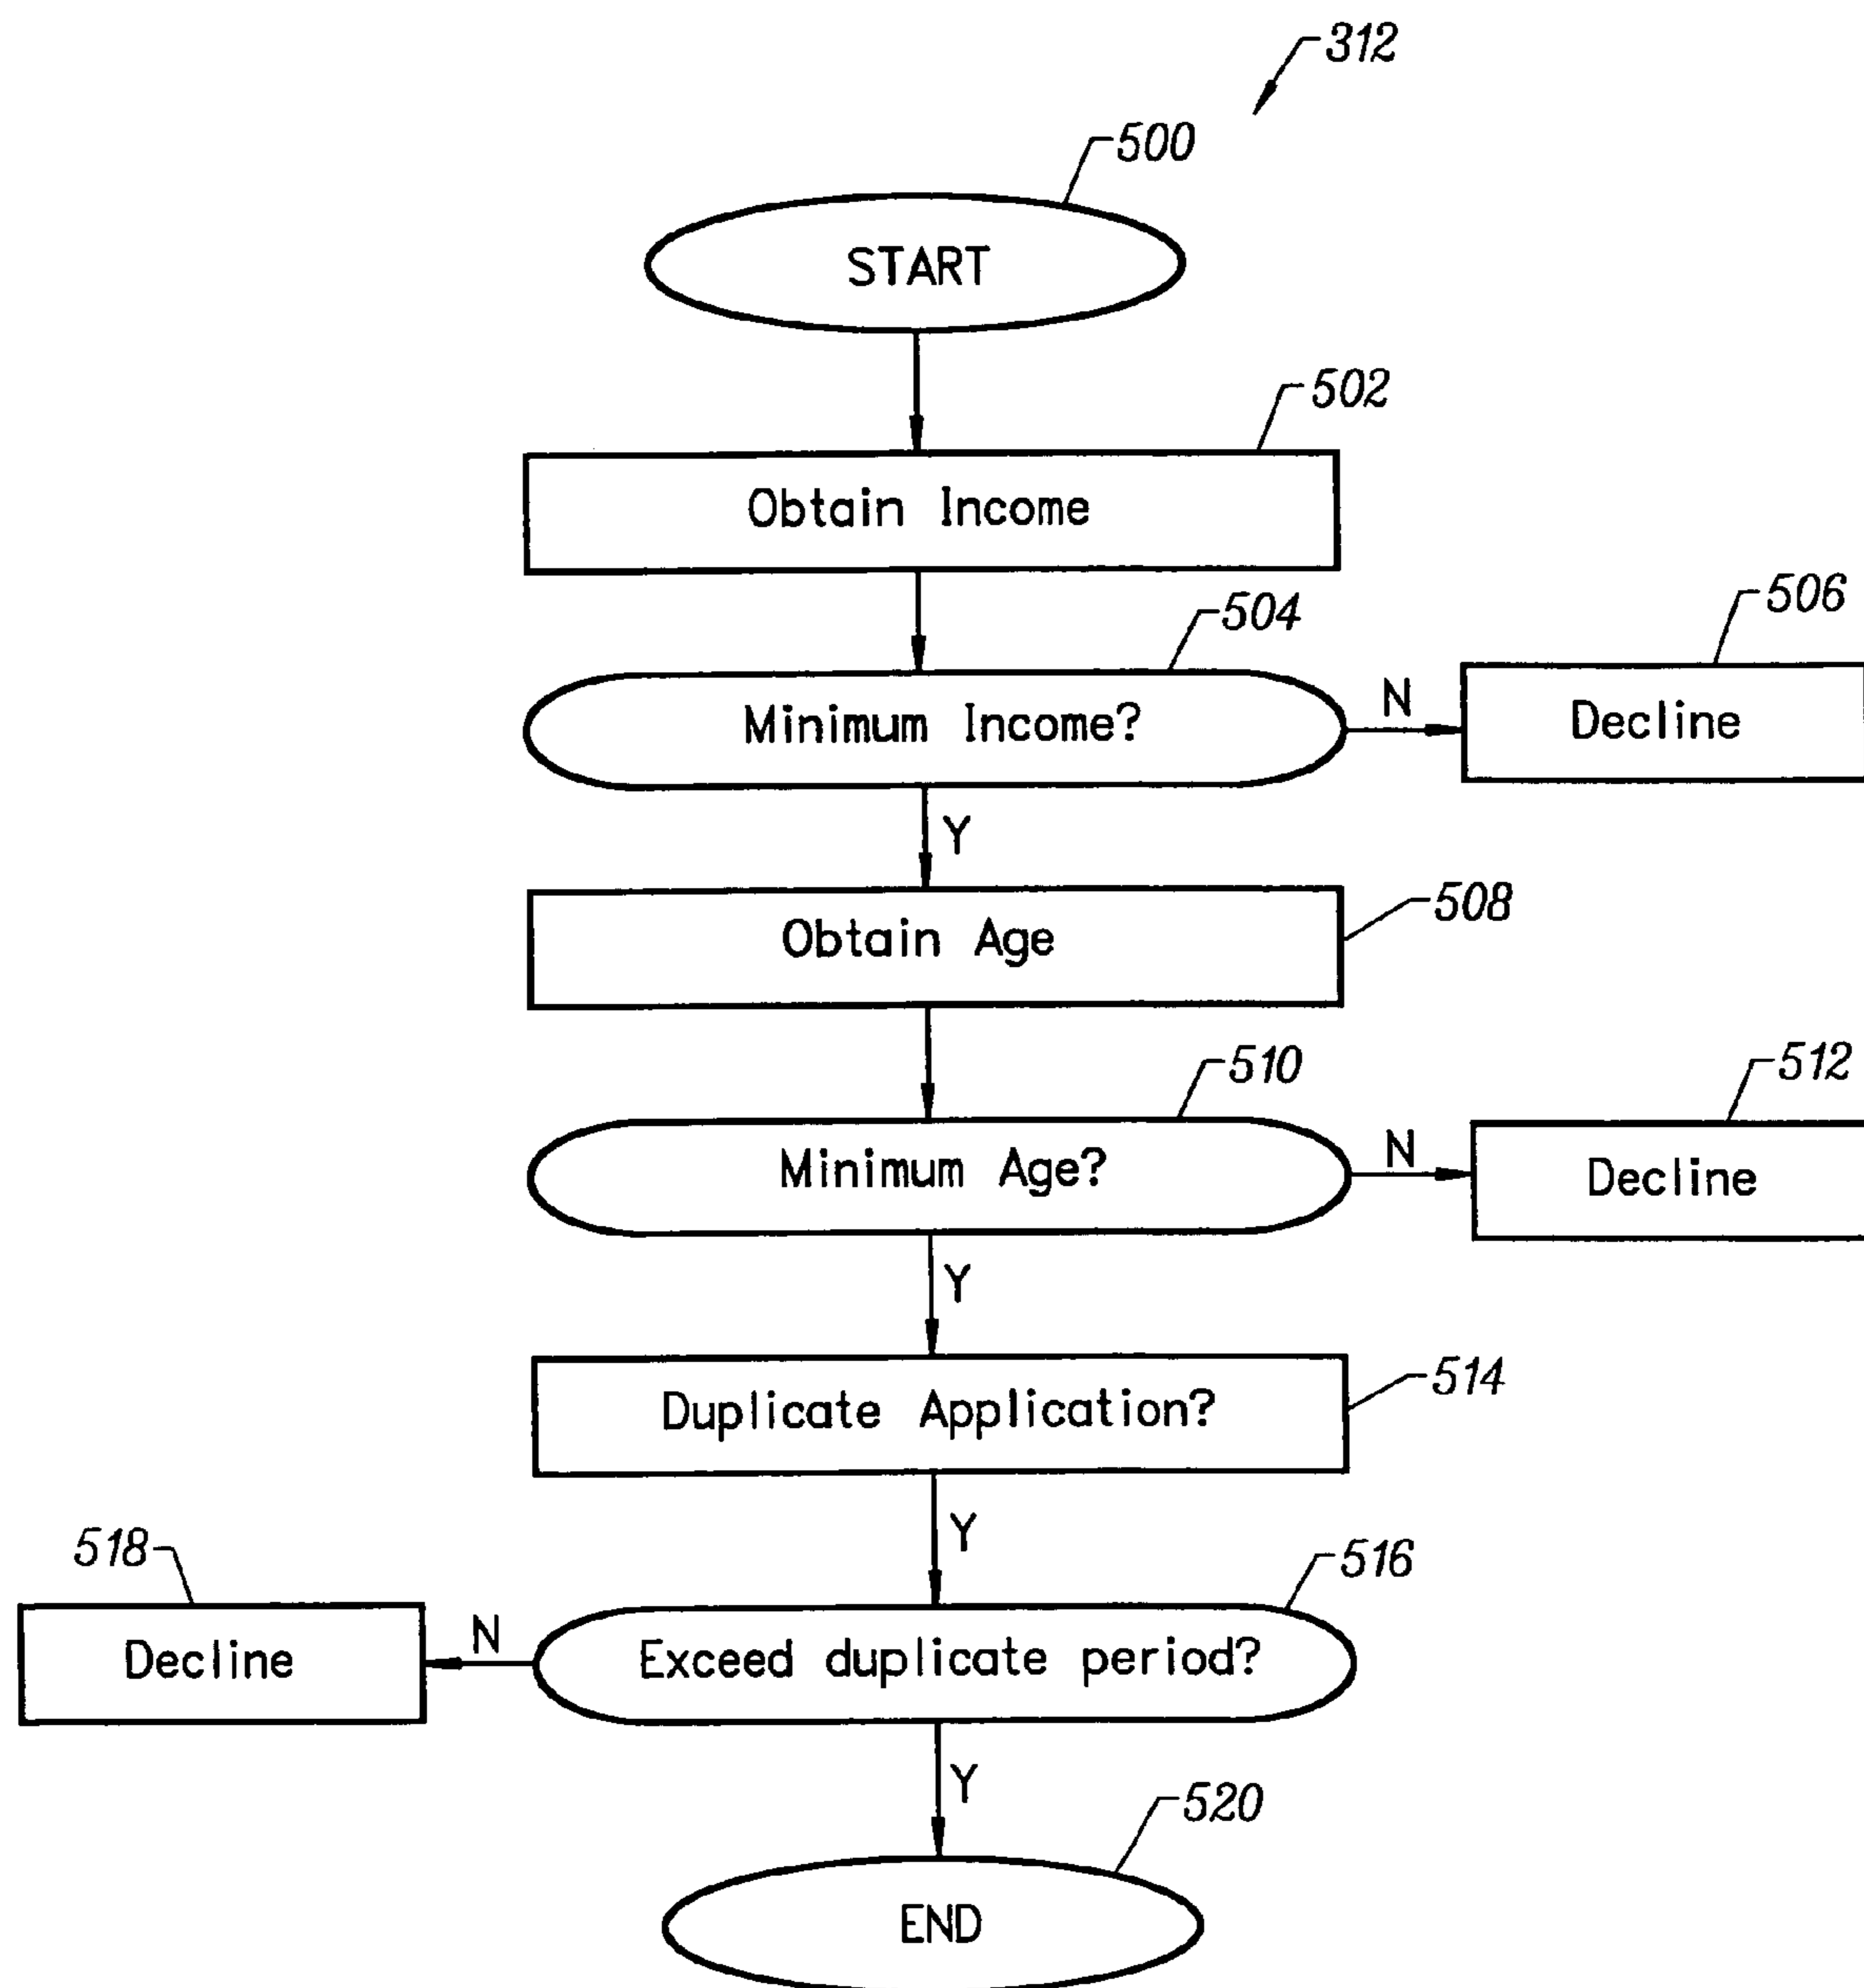 312
500
START
502
Obtain Income
504
506
Minimum Income?
N
Decline
Y
508
Obtain Age
510
512
Minimum Age?
N
Decline
Y
514
Duplicate Application?
Y
518
516
Decline
N
Exceed duplicate period?
Y
520
END